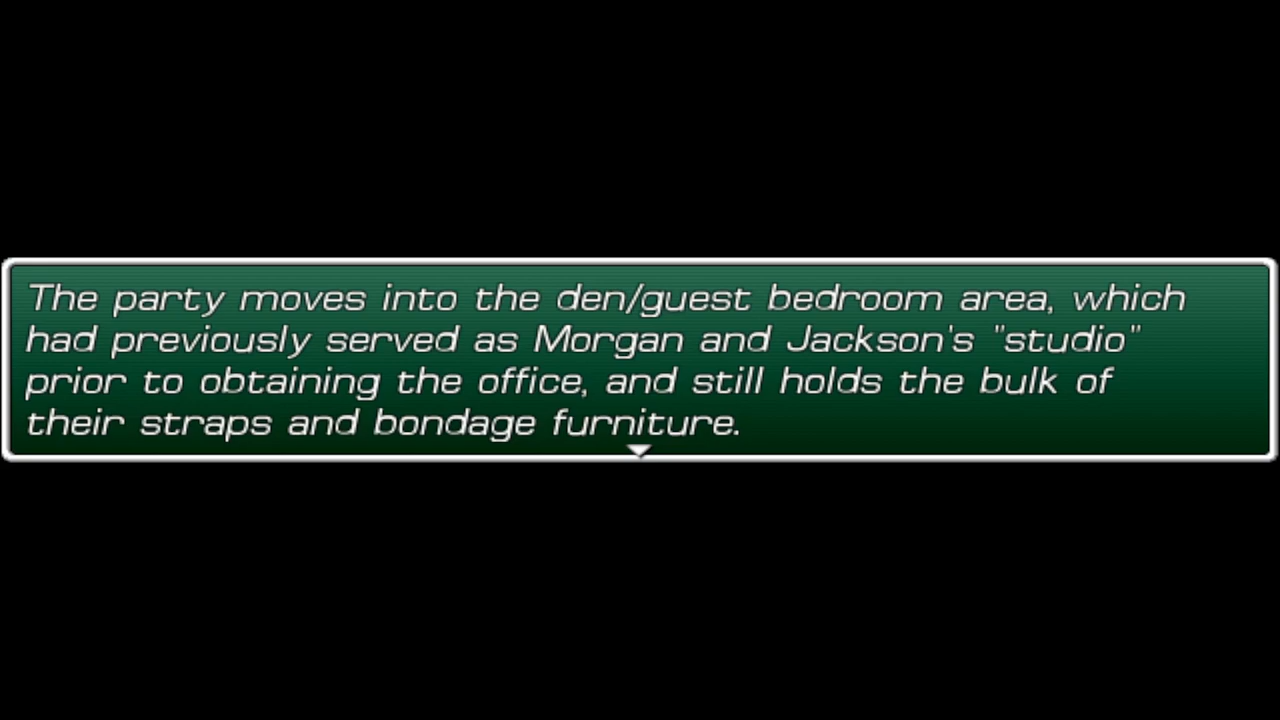 The party moves into the den/guest bedroom area, which
had previously served as Morgan and Jackson's "studio"
prior to obtaining the office, and still holds the bulk of
their straps and bondage furniture.